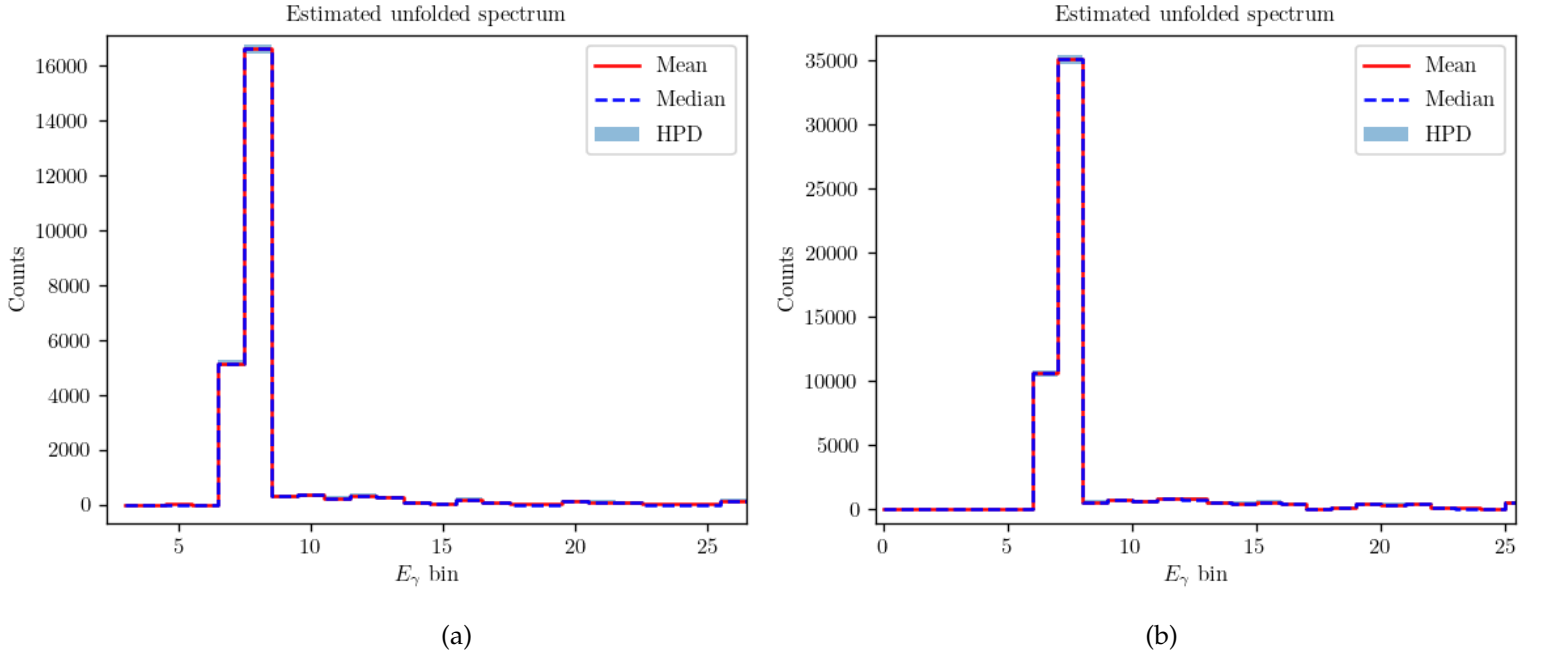 Estimated unfolded spectrum
Counts
16000
14000
12000
10000
8000
6000
4000
2000
0
5
10
15
20
25
E_γ bin
Mean
Median
HPD
(a)
Estimated unfolded spectrum
Counts
35000
30000
25000
20000
15000
10000
5000
0
0
5
10
15
20
25
E_γ bin
Mean
Median
HPD
(b)